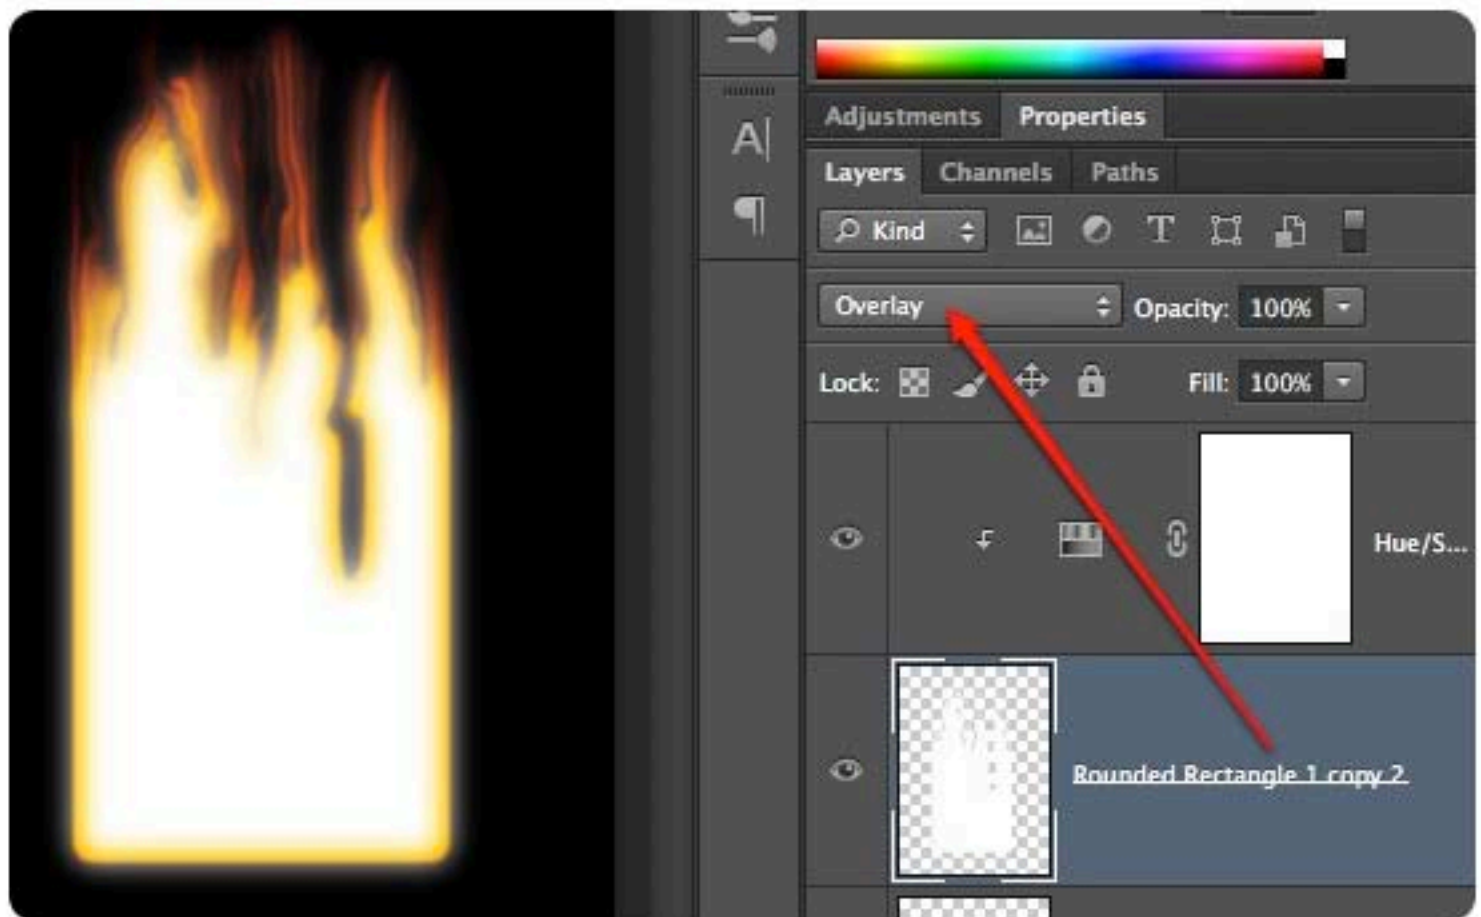 Adjustments Properties
Layers Channels Paths
Kind
Overlay Opacity: 100%
Lock: Fill: 100%
Hue/S...
Rounded Rectangle 1 copy 2